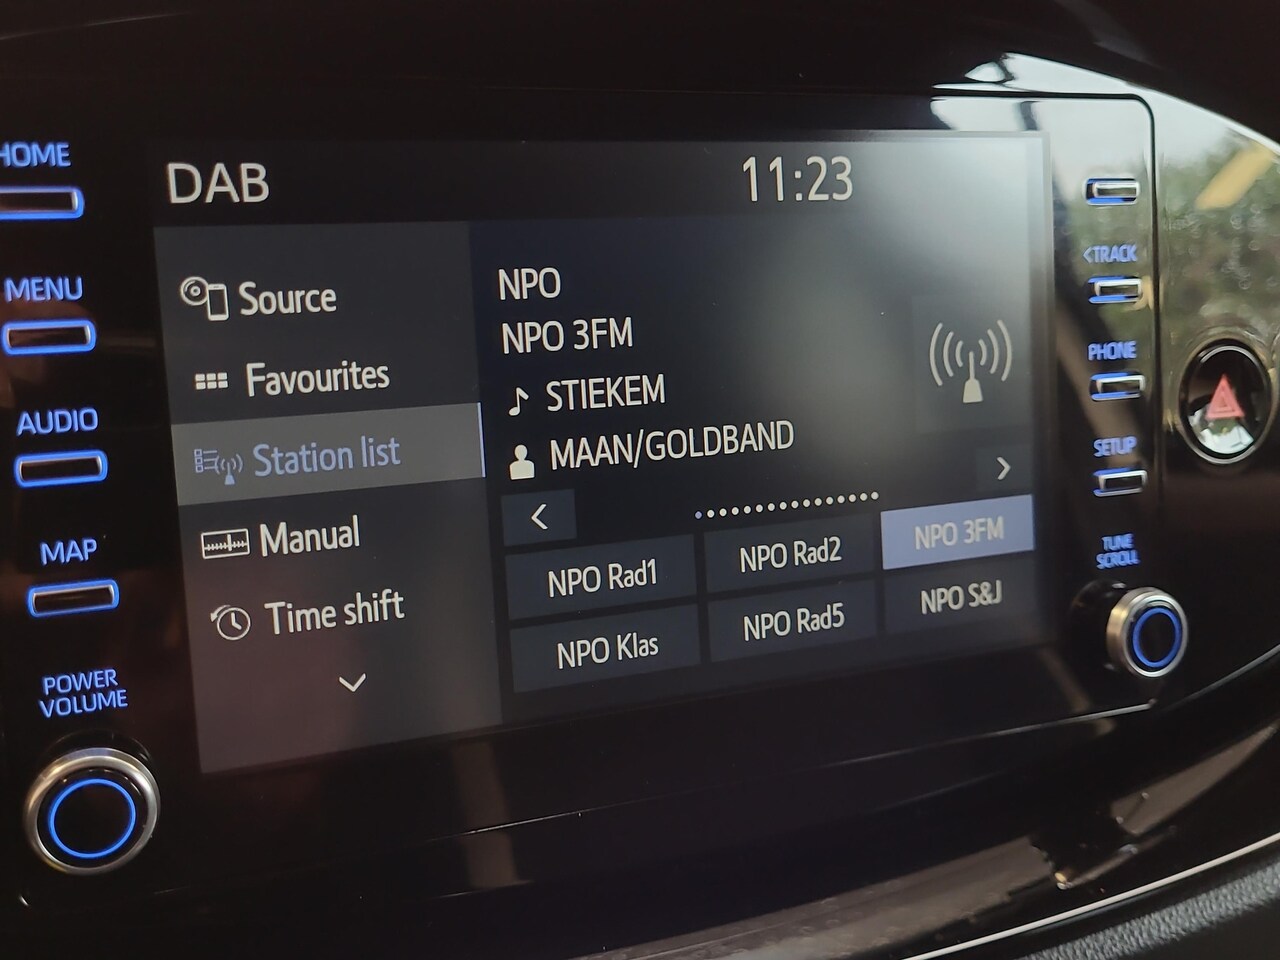 HOME
MENU
AUDIO
MAP
POWER
VOLUME
DAB
11:23
Source
Favourites
Station list
Manual
Time shift
NPO
NPO 3FM
STIEKEM
MAAN/GOLDBAND
<
>
NPO Rad1
NPO Rad2
NPO 3FM
NPO Klas
NPO Rad5
NPO S&J
<TRACK
PHONE
SETUP
TUNE
SCROLL